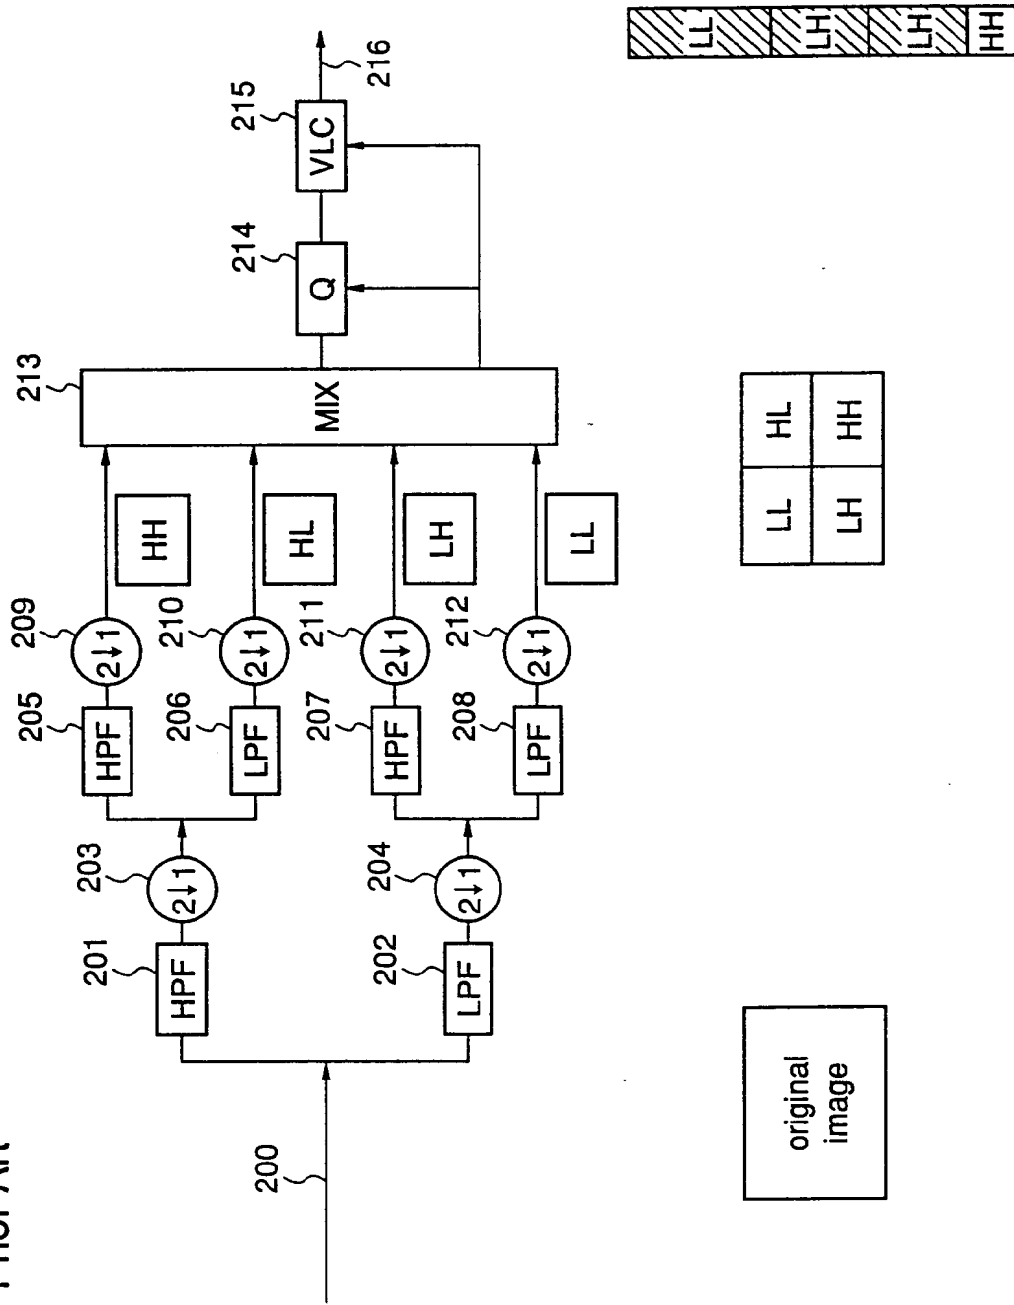 Prior Art
200
201
HPF
202
LPF
203
2↓1
204
2↓1
205
HPF
206
LPF
207
HPF
208
LPF
209
2↓1
210
2↓1
211
2↓1
212
2↓1
HH
HL
LH
LL
213
MIX
214
Q
215
VLC
216
original
image
LL HL
LH HH
LL LH LH HH